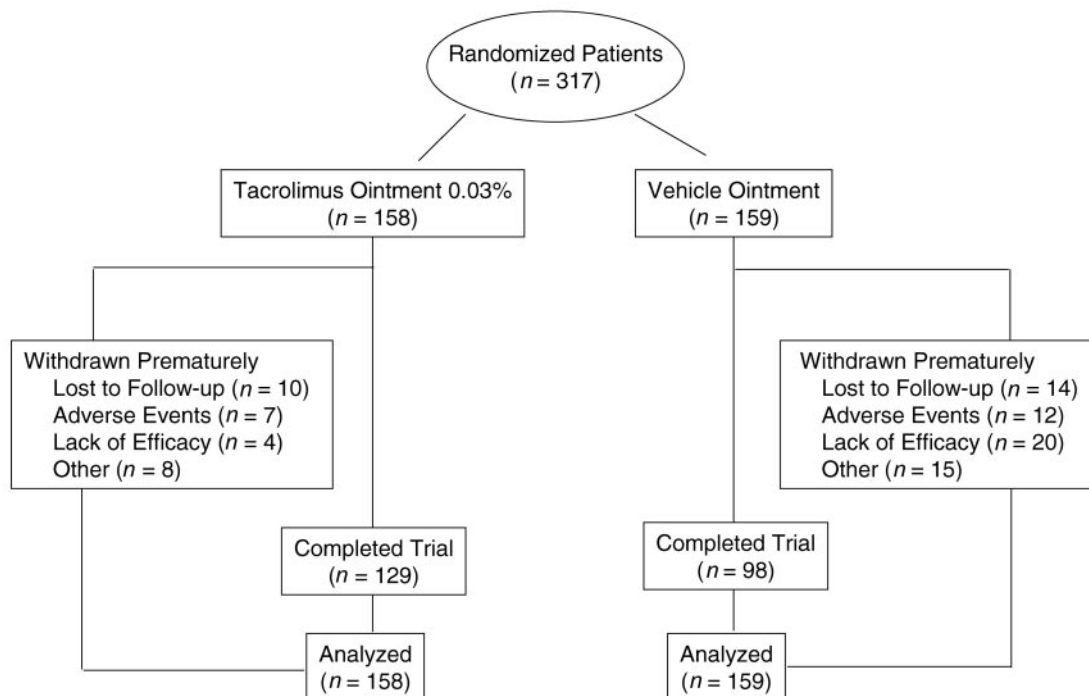 Randomized Patients
(n = 317)
Tacrolimus Ointment 0.03%
(n = 158)
Vehicle Ointment
(n = 159)
Withdrawn Prematurely
Lost to Follow-up (n = 10)
Adverse Events (n = 7)
Lack of Efficacy (n = 4)
Other (n = 8)
Withdrawn Prematurely
Lost to Follow-up (n = 14)
Adverse Events (n = 12)
Lack of Efficacy (n = 20)
Other (n = 15)
Completed Trial
(n = 129)
Completed Trial
(n = 98)
Analyzed
(n = 158)
Analyzed
(n = 159)